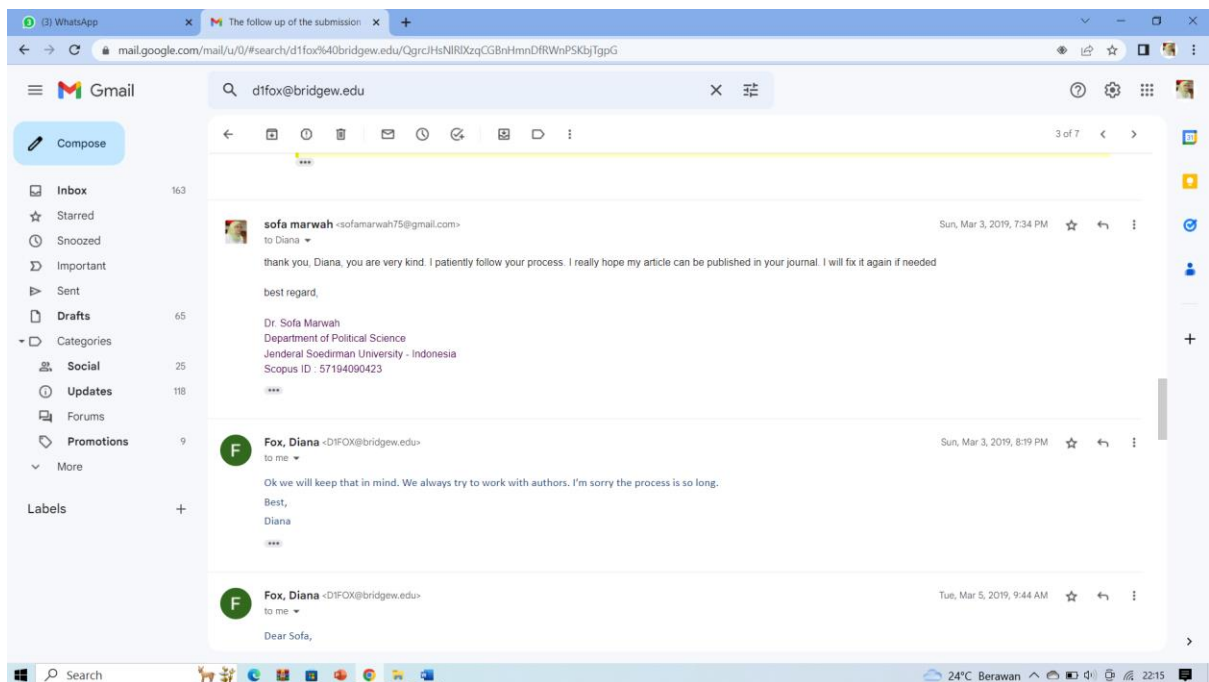 (3) WhatsApp
The follow up of the submission
mail.google.com/mail/u/0/#search/d1fox%40bridgew.edu/QgrcJHsNlRlXzqCGBnHmnDfRWnPSKbjTgpG
Gmail
d1fox@bridgew.edu
Compose
3 of 7
Inbox 163
Starred
Snoozed
Important
Sent
Drafts 65
Categories
Social 25
Updates 118
Forums
Promotions 9
More
Labels
sofa marwah <sofamarwah75@gmail.com> Sun, Mar 3, 2019, 7:34 PM
to Diana
thank you, Diana, you are very kind. I patiently follow your process. I really hope my article can be published in your journal. I will fix it again if needed
best regard,
Dr. Sofa Marwah
Department of Political Science
Jenderal Soedirman University - Indonesia
Scopus ID : 57194090423
F
Fox, Diana <D1FOX@bridgew.edu> Sun, Mar 3, 2019, 8:19 PM
to me
Ok we will keep that in mind. We always try to work with authors. I'm sorry the process is so long.
Best,
Diana
F
Fox, Diana <D1FOX@bridgew.edu> Tue, Mar 5, 2019, 9:44 AM
to me
Dear Sofa,
Search
24°C Berawan 22:15